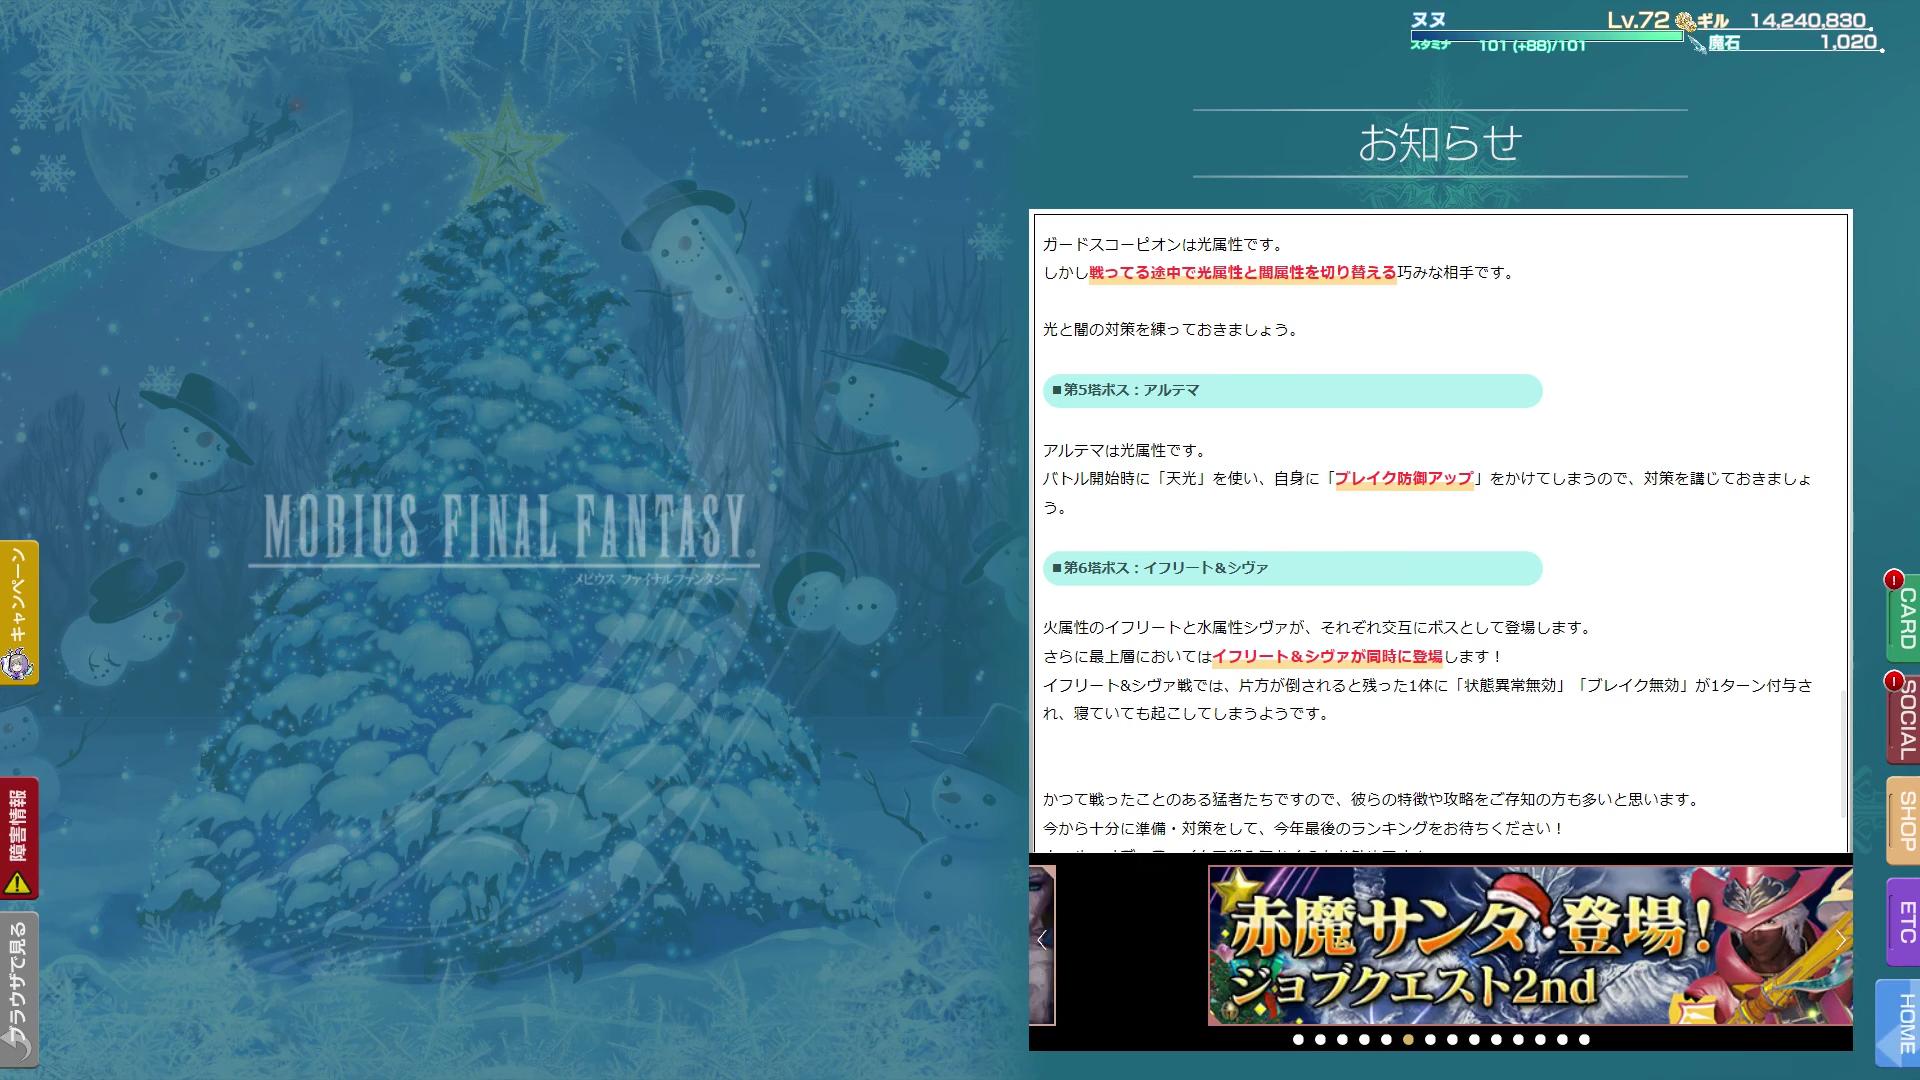 ヌヌ
Lv.72
ギル 14,240,830
スタミナ 101 (+88)/101
魔石 1,020
お知らせ
ガードスコーピオンは光属性です。
しかし戦ってる途中で光属性と闇属性を切り替える巧みな相手です。
光と闇の対策を練っておきましょう。
■第5塔ボス：アルテマ
アルテマは光属性です。
バトル開始時に「天光」を使い、自身に「ブレイク防御アップ」をかけてしまうので、対策を講じておきましょ
う。
■第6塔ボス：イフリート＆シヴァ
火属性のイフリートと水属性シヴァが、それぞれ交互にボスとして登場します。
さらに最上層においてはイフリート＆シヴァが同時に登場します！
イフリート&シヴァ戦では、片方が倒されると残った1体に「状態異常無効」「ブレイク無効」が1ターン付与さ
れ、寝ていても起こしてしまうようです。
かつて戦ったことのある猛者たちですので、彼らの特徴や攻略をご存知の方も多いと思います。
今から十分に準備・対策をして、今年最後のランキングをお待ちください！
赤魔サンタ登場！
ジョブクエスト2nd
MOBIUS FINAL FANTASY.
メビウス ファイナルファンタジー
キャンペーン
障害情報
ブラウザで見る
CARD
SOCIAL
SHOP
ETC
HOME